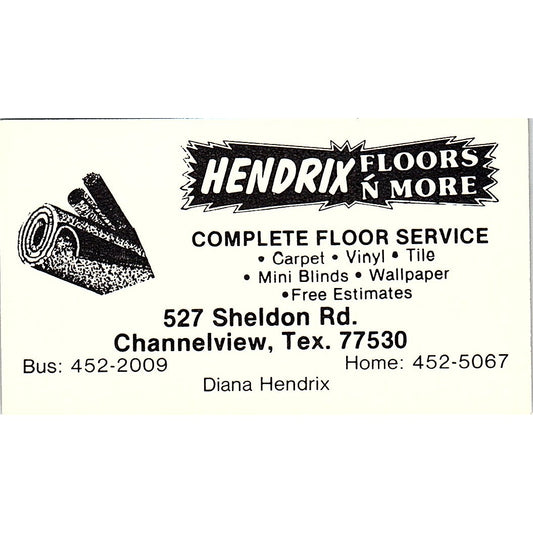 HENDRIX FLOORS
Ń MORE
COMPLETE FLOOR SERVICE
• Carpet • Vinyl • Tile
• Mini Blinds • Wallpaper
•Free Estimates
527 Sheldon Rd.
Channelview, Tex. 77530
Bus: 452-2009 Home: 452-5067
Diana Hendrix